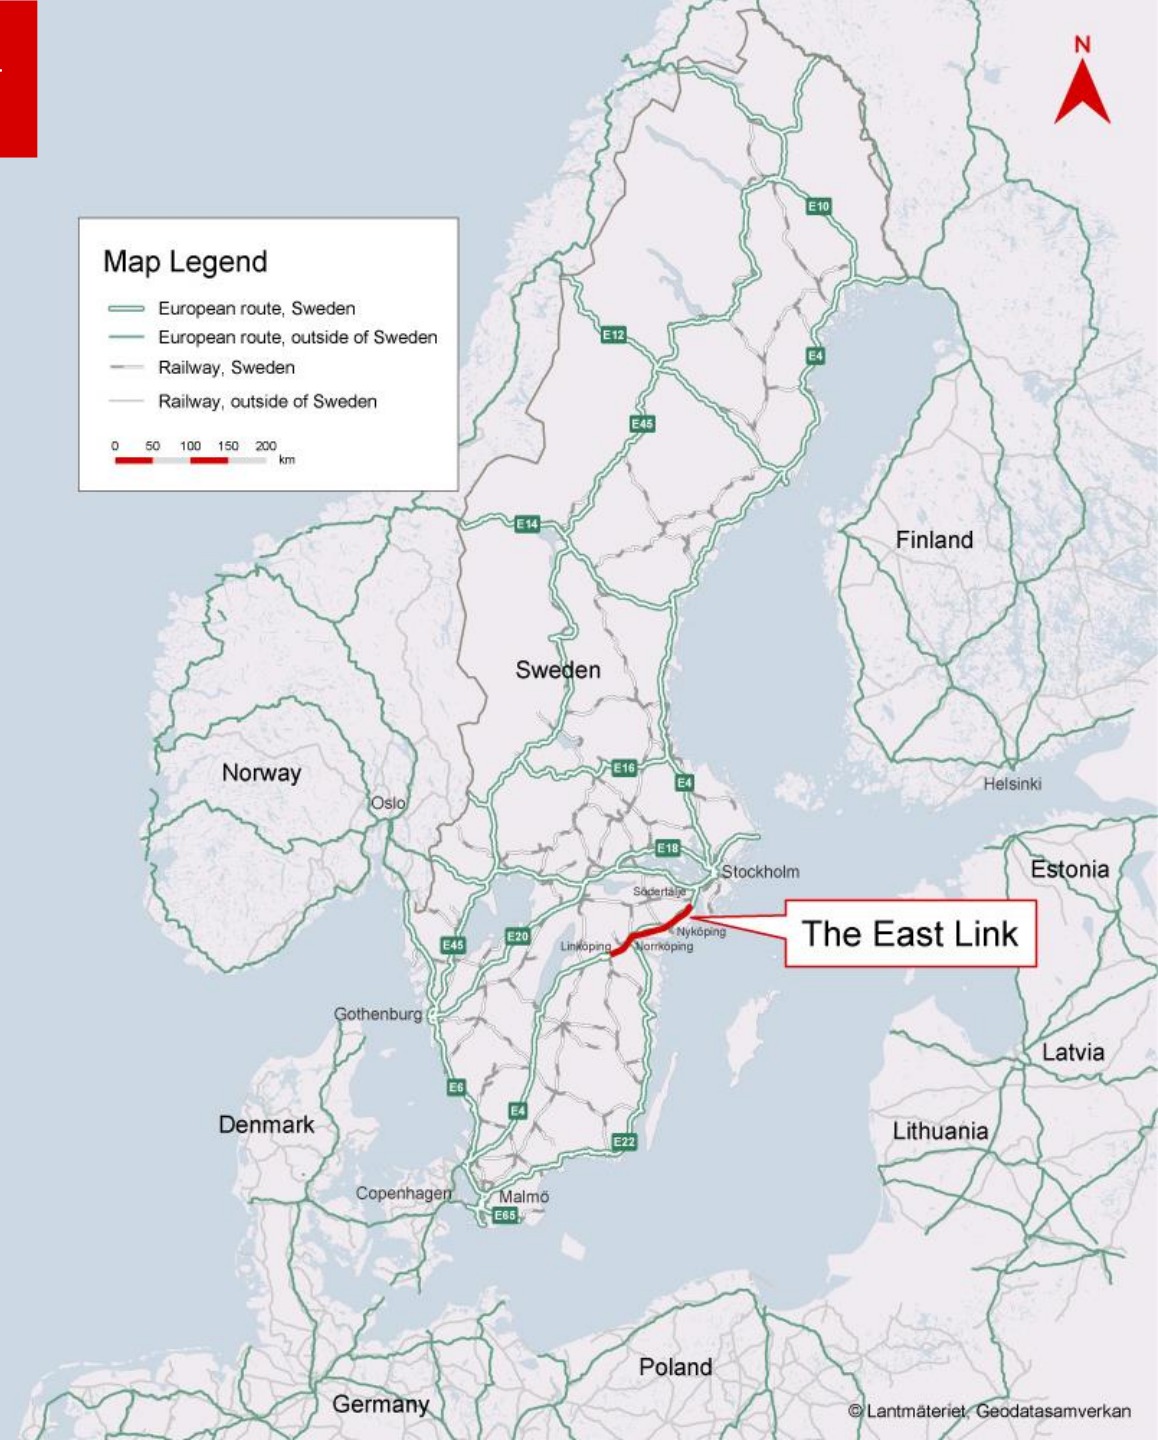 N
E10
Map Legend
European route, Sweden
European route, outside of Sweden
Railway, Sweden
Railway, outside of Sweden
0 50 100 150 200
km
E12
E4
E45
E14
Finland
Sweden
Norway
E16
E4
Helsinki
Oslo
E18
Stockholm
Estonia
Södertälje
The East Link
Nyköping
E20
E45
Linköping
Norrköping
Gothenburg
Latvia
E6
E4
Denmark
Lithuania
E22
Copenhagen
Malmö
E65
Poland
Germany
© Lantmäteriet, Geodatasamverkan